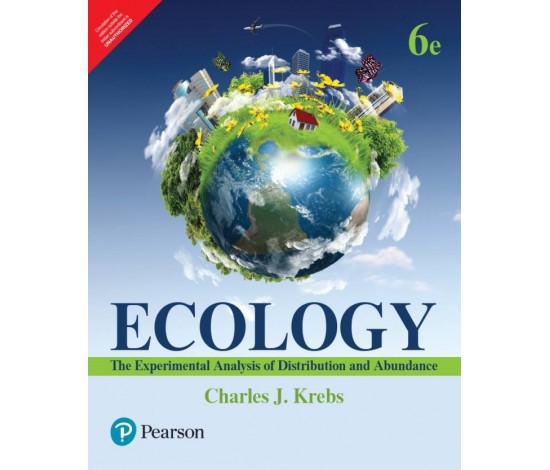 6e
ECOLOGY
The Experimental Analysis of Distribution and Abundance
Charles J. Krebs
Pearson